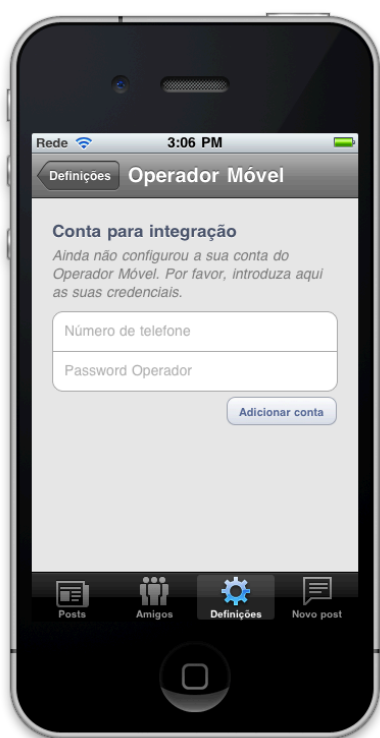 Rede 3:06 PM
Definições Operador Móvel
Conta para integração
Ainda não configurou a sua conta do
Operador Móvel. Por favor, introduza aqui
as suas credenciais.
Número de telefone
Password Operador
Adicionar conta
Posts Amigos Definições Novo post